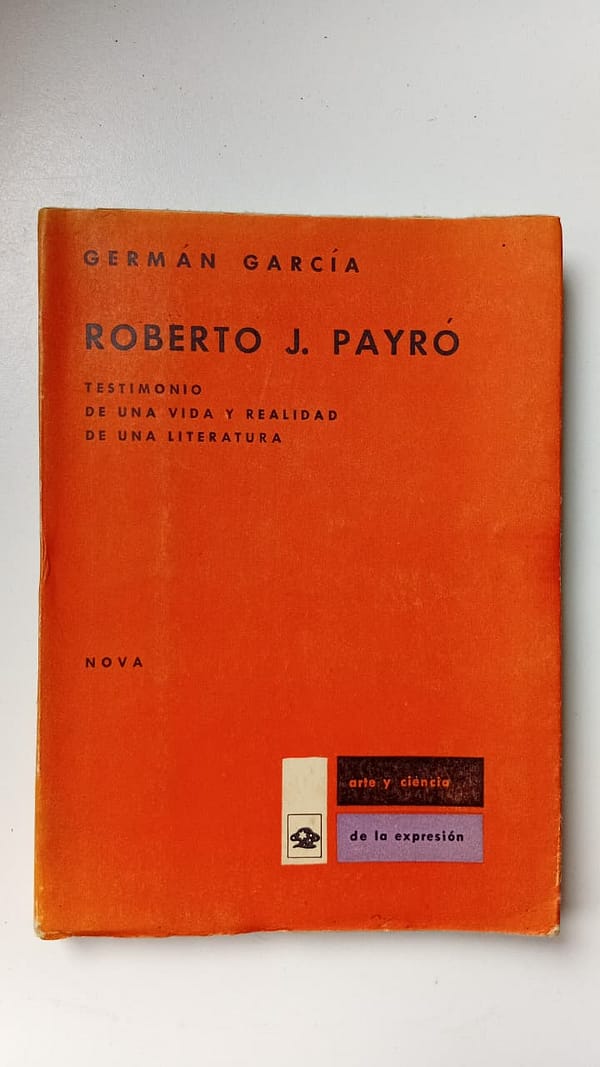 GERMÁN GARCÍA
ROBERTO J. PAYRÓ
TESTIMONIO
DE UNA VIDA Y REALIDAD
DE UNA LITERATURA
NOVA
arte y ciencia
de la expresión